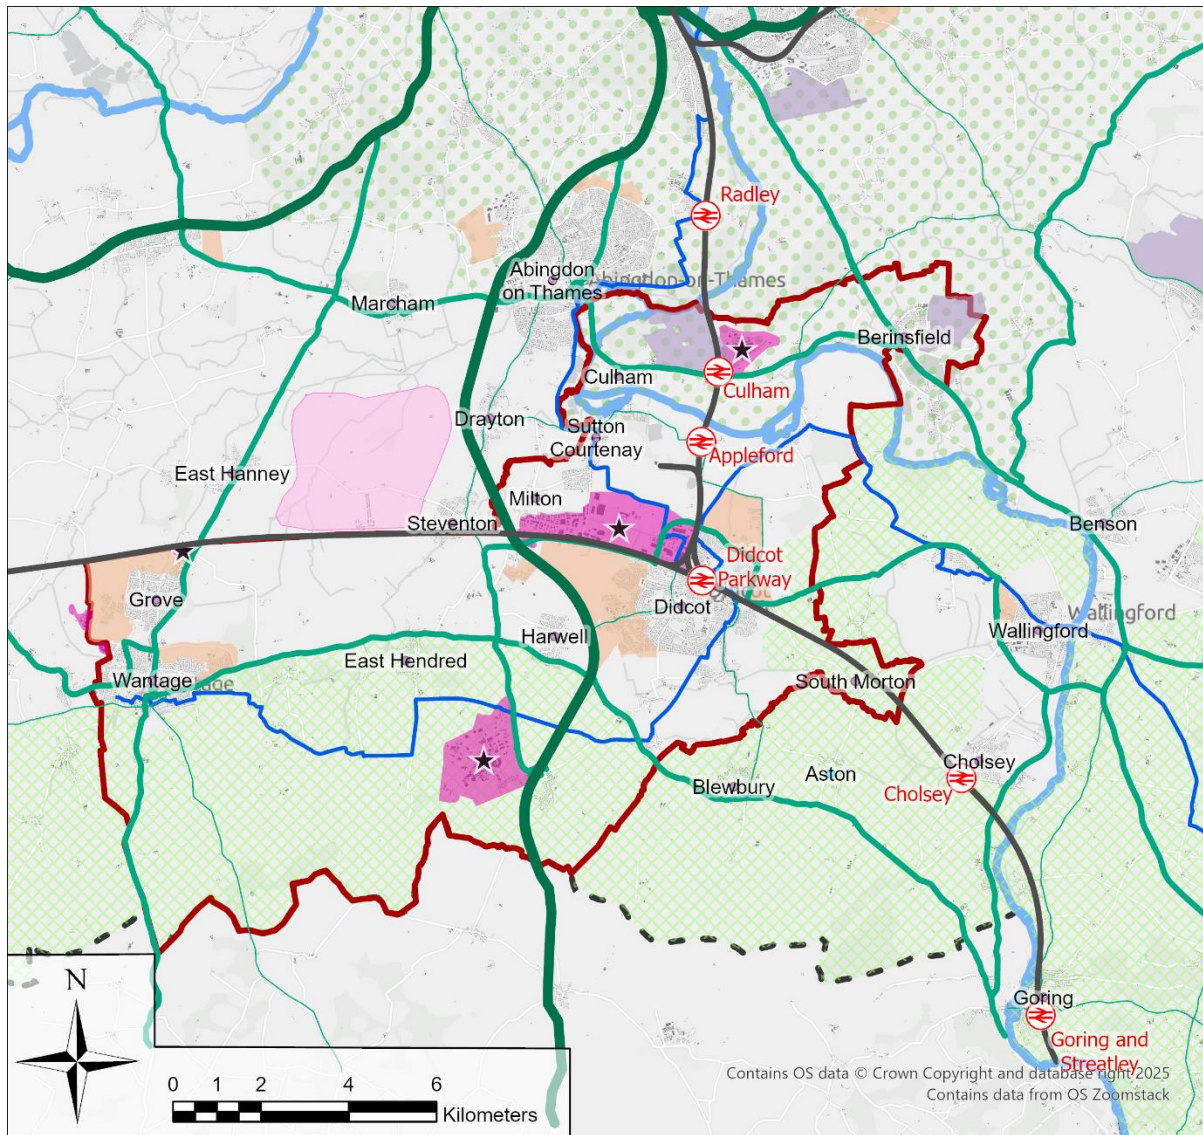 Radley
Abingdon
on Thames
Abingdon-on-Thames
Marcham
Berinsfield
Culham
Culham
Drayton
Sutton
Courtenay
Appleford
East Hanney
Milton
Steventon
Benson
Didcot
Parkway
Grove
Didcot
Wallingford
Wallingford
Harwell
East Hendred
Wantage
South Morton
Cholsey
Cholsey
Aston
Blewbury
N
Goring
Goring and
Streatley
0 1 2 4 6
Kilometers
Contains OS data © Crown Copyright and database right 2025
Contains data from OS Zoomstack